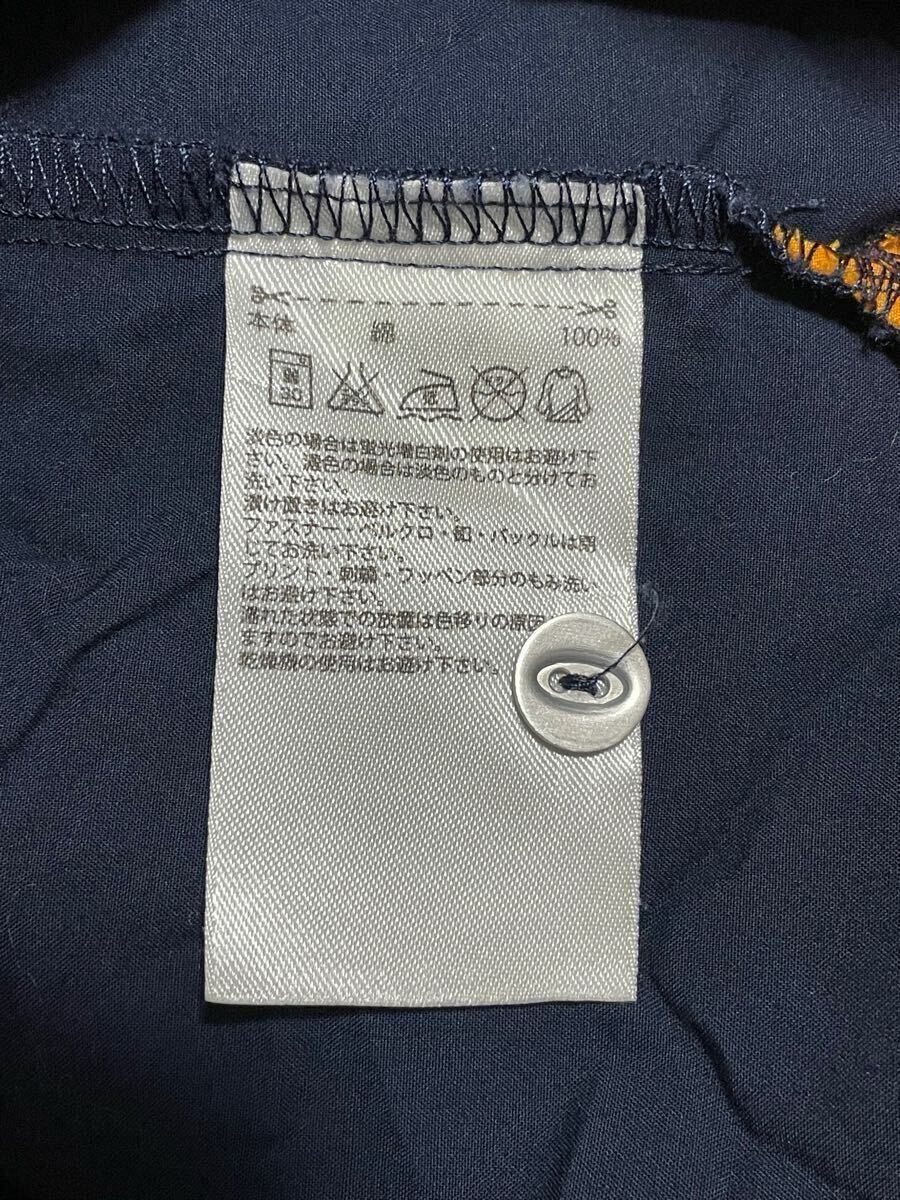 本体 綿 100%
弱
30
淡色の場合は蛍光増白剤の使用はお避け下
さい。濃色の場合は淡色のものと分けてお
洗い下さい。
漬け置きはお避け下さい。
ファスナー・ベルクロ・釦・バックルは閉
じてお洗い下さい。
プリント・刺繍・ワッペン部分のもみ洗い
はお避け下さい。
濡れた状態での放置は色移りの原因
ますのでお避け下さい。
乾燥機の使用はお避け下さい。